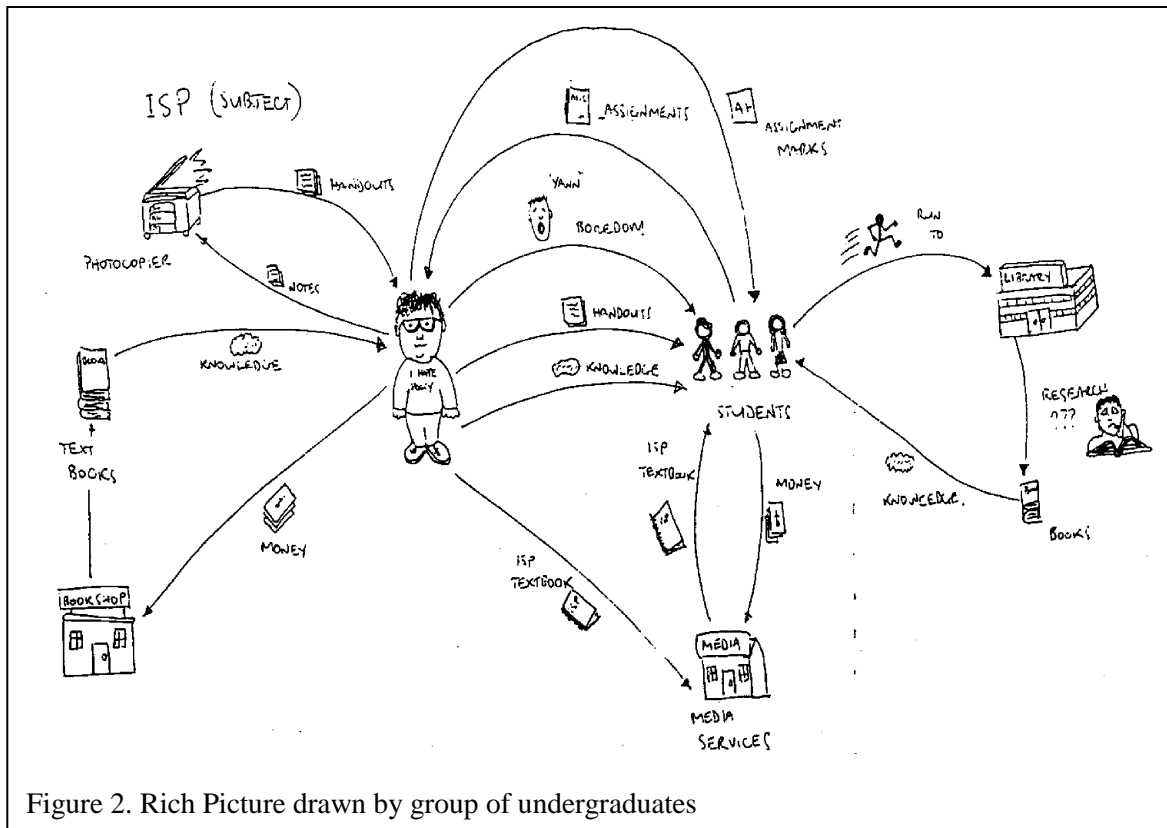 ISP (SUBJECT)
ASSIGNMENTS
A+
ASSIGNMENT
MARKS
HANDOUTS
"YAWN"
BOREDOM!
RUN
TO
PHOTOCOPIER
NOTES
LIBRARY
HANDOUTS
KNOWLEDGE
I HATE
KNOWLEDGE
STUDENTS
RESEARCH
???
TEXT
BOOKS
ISP
TEXTBOOK
MONEY
KNOWLEDGE.
BOOKS
MONEY
ISP
TEXTBOOK
BOOKSHOP
MEDIA
MEDIA
SERVICES
Figure 2. Rich Picture drawn by group of undergraduates